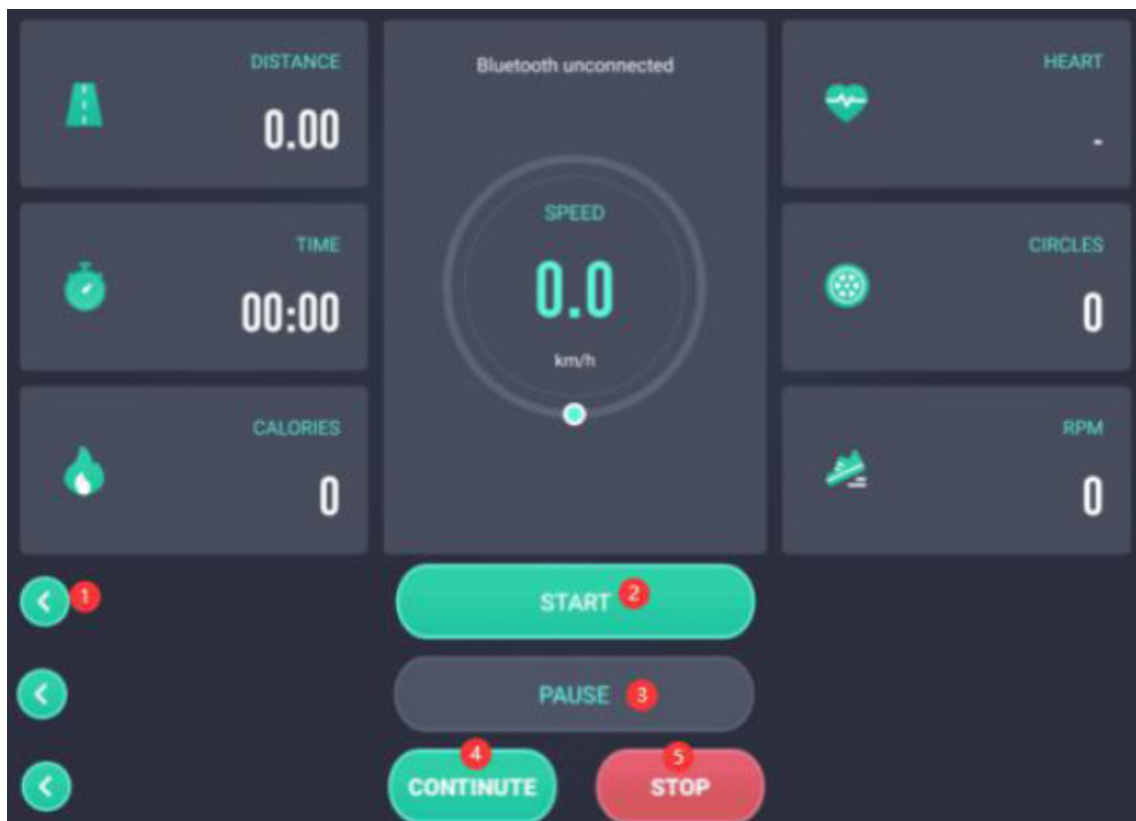 DISTANCE
0.00
Bluetooth unconnected
HEART
-
TIME
00:00
SPEED
0.0
km/h
CIRCLES
0
CALORIES
0
RPM
0
1
START 2
PAUSE 3
4
CONTINUTE
5
STOP